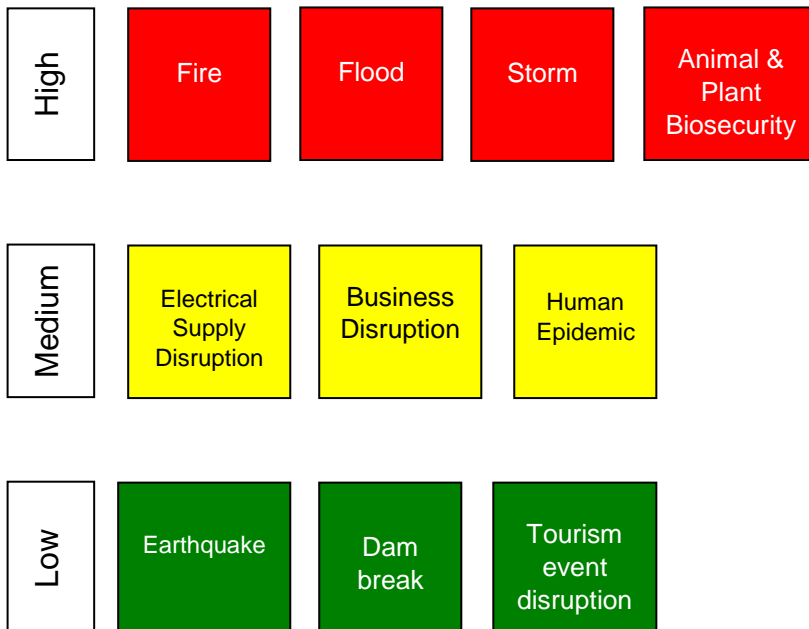 High
Fire
Flood
Storm
Animal &
Plant
Biosecurity
Medium
Electrical
Supply
Disruption
Business
Disruption
Human
Epidemic
Low
Earthquake
Dam
break
Tourism
event
disruption